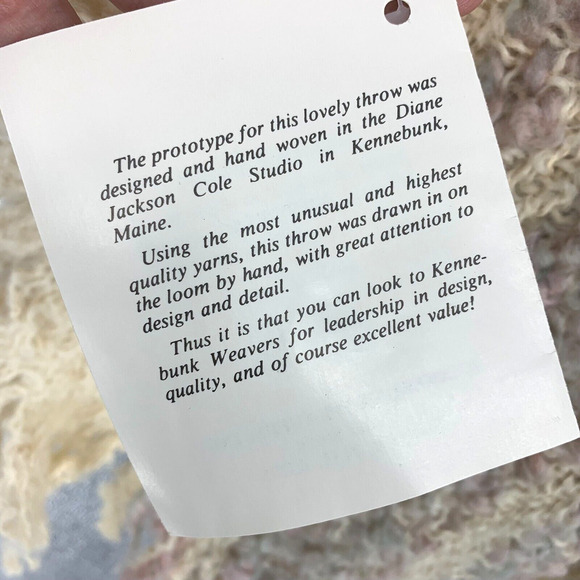 The prototype for this lovely throw was
designed and hand woven in the Diane
Jackson Cole Studio in Kennebunk,
Maine.
Using the most unusual and highest
quality yarns, this throw was drawn in on
the loom by hand, with great attention to
design and detail.
Thus it is that you can look to Kenne-
bunk Weavers for leadership in design,
quality, and of course excellent value!